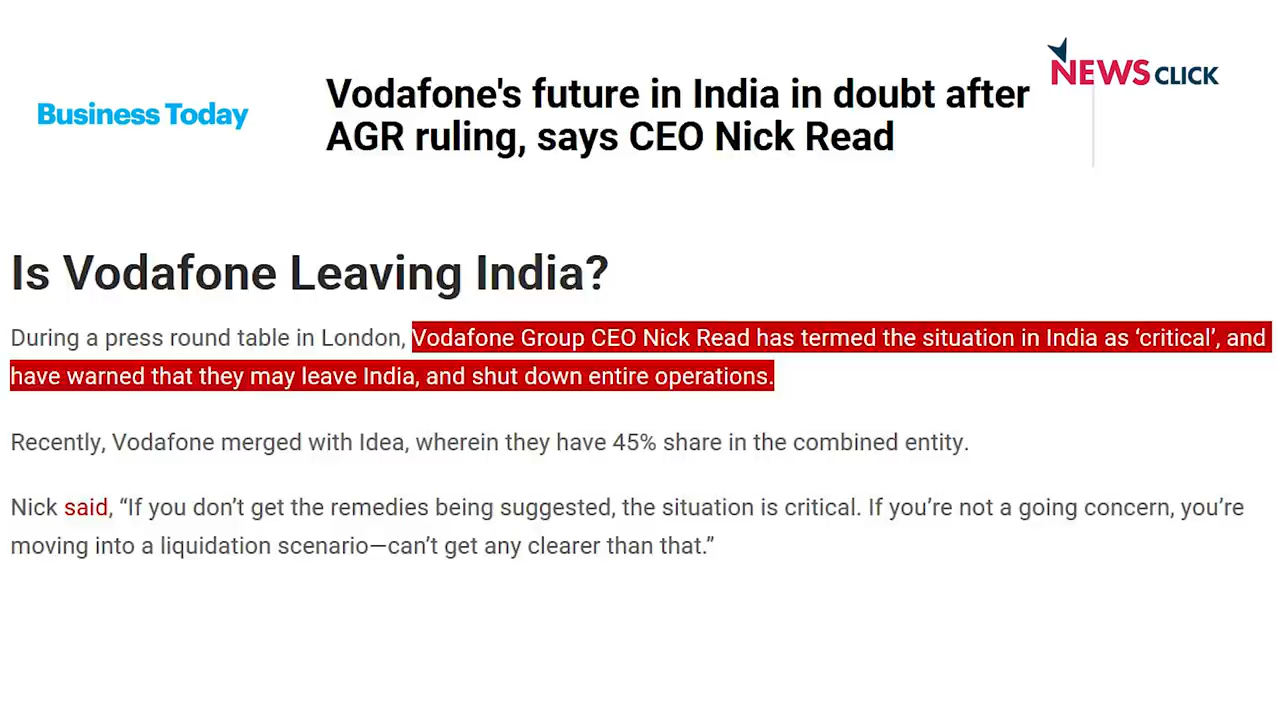 NEWSCLICK
Business Today
Vodafone's future in India in doubt after
AGR ruling, says CEO Nick Read
Is Vodafone Leaving India?
During a press round table in London, Vodafone Group CEO Nick Read has termed the situation in India as ‘critical’, and
have warned that they may leave India, and shut down entire operations.
Recently, Vodafone merged with Idea, wherein they have 45% share in the combined entity.
Nick said, “If you don’t get the remedies being suggested, the situation is critical. If you’re not a going concern, you’re
moving into a liquidation scenario—can’t get any clearer than that.”